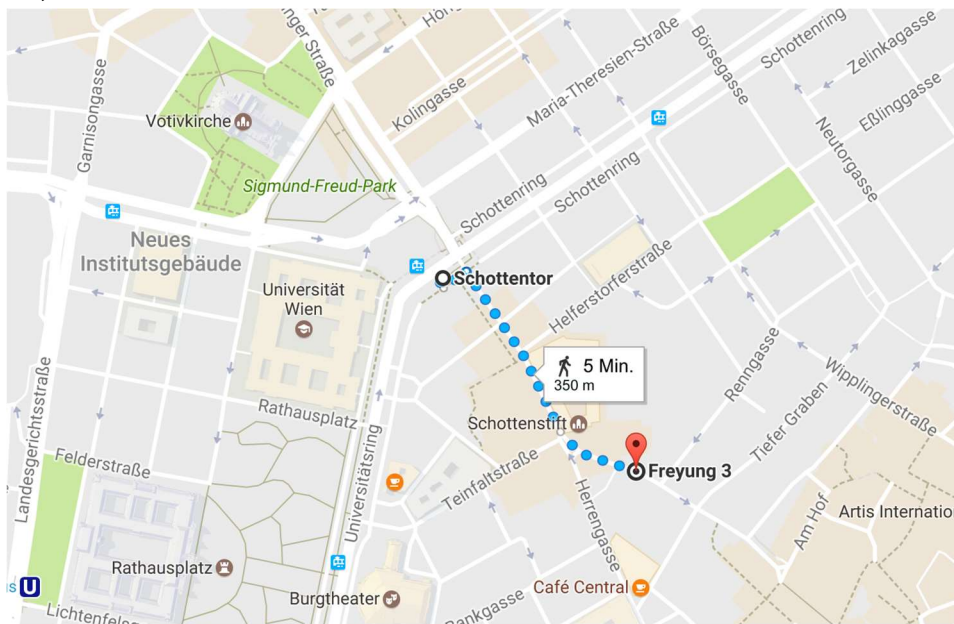 Garnisongasse
Votivkirche
Sigmund-Freud-Park
Kolingasse
Maria-Theresien-Straße
Börsegasse
Schottenring
Zelinkagasse
Eßlinggasse
Neutorgasse
Schottenring
Schottenring
Neues
Institutsgebäude
Universität
Wien
Schottentor
Helferstorferstraße
5 Min.
350 m
Renngasse
Wipplingerstraße
Landesgerichtsstraße
Rathausplatz
Universitätsring
Schottenstift
Tiefer Graben
Felderstraße
Teinfaltstraße
Freyung 3
Herrengasse
Am Hof
Artis Internatio
Rathausplatz
Burgtheater
Café Central
U
Bankgasse
Lichtenfels